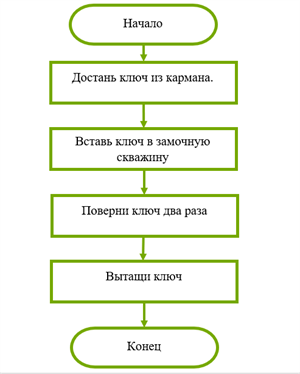 Начало
Достань ключ из кармана.
Вставь ключ в замочную
скважину
Поверни ключ два раза
Вытащи ключ
Конец